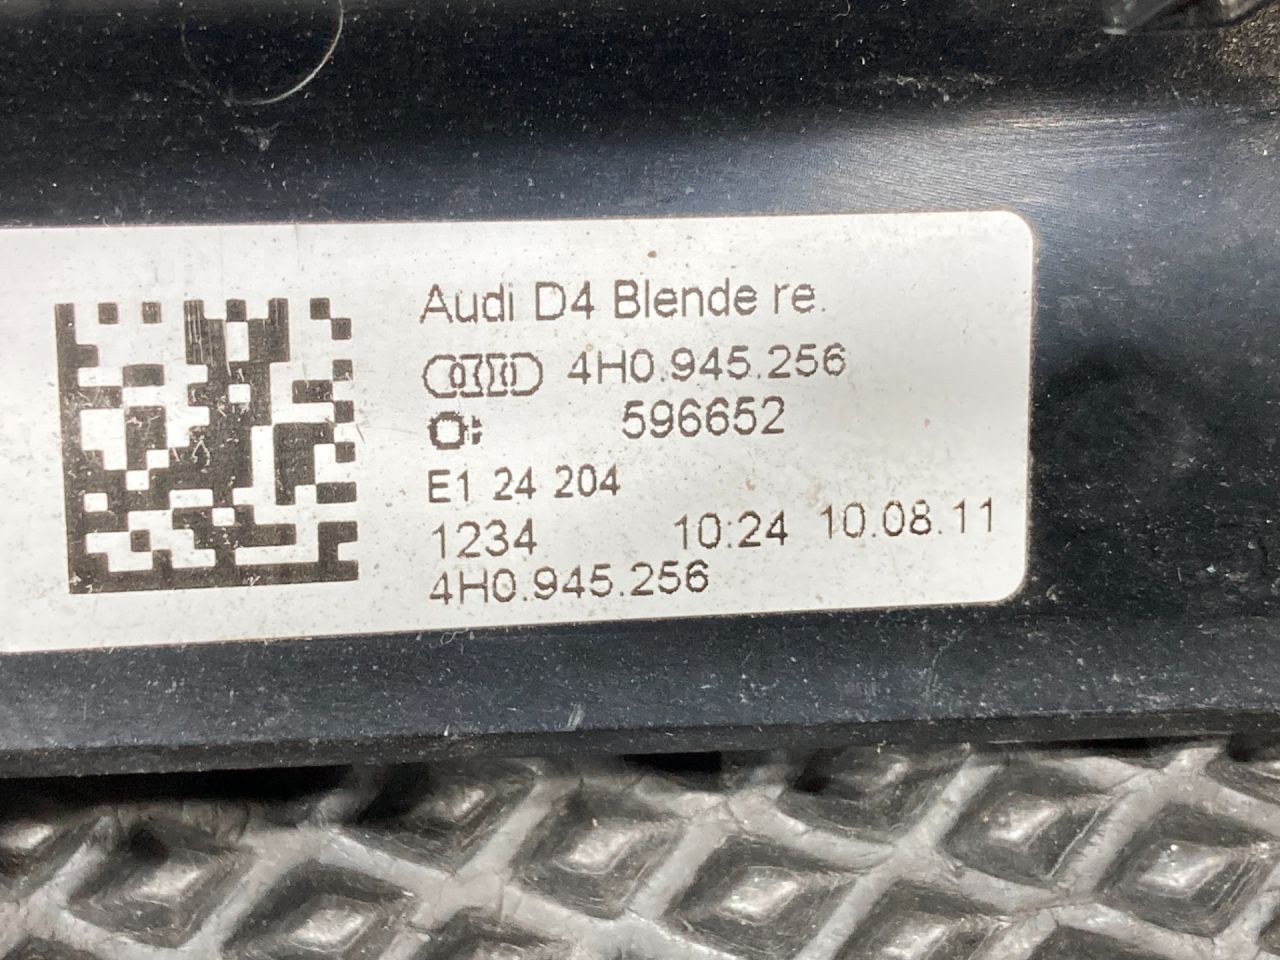 Audi D4 Blende re.
4H0.945.256
596652
E1 24 204
1234 10:24 10.08.11
4H0.945.256